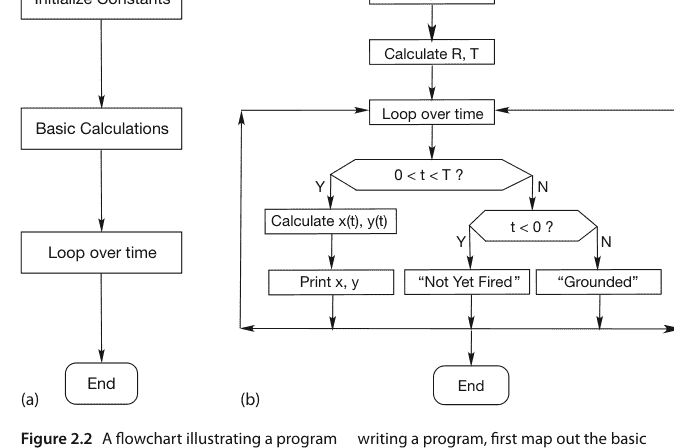 Initialize Constants
Basic Calculations
Loop over time
End
(a)
Calculate R, T
Loop over time
0 < t < T ?
Y
N
Calculate x(t), y(t)
t < 0 ?
Y
N
Print x, y
“Not Yet Fired”
“Grounded”
End
(b)
Figure 2.2 A flowchart illustrating a program writing a program, first map out the basic